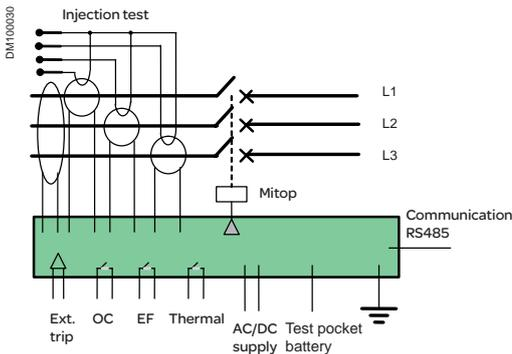 DM100030
Injection test
L1
L2
L3
Mitop
Communication
RS485
Ext.
trip
OC
EF
Thermal
AC/DC
supply
Test pocket
battery